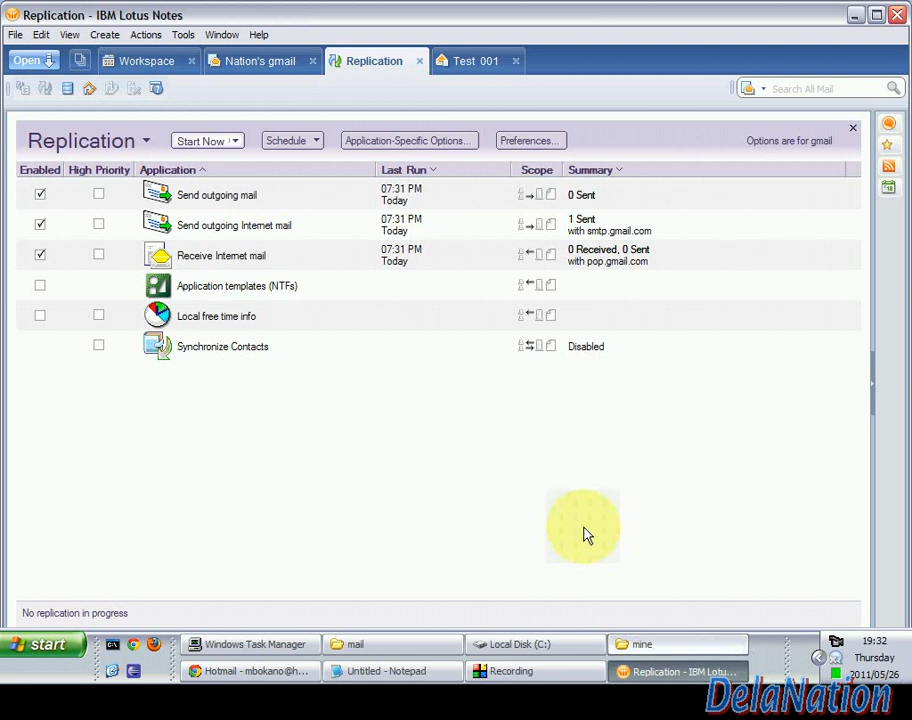 Replication - IBM Lotus Notes
File Edit View Create Actions Tools Window Help
Open Workspace Nation's gmail Replication Test 001
Search All Mail
Replication Start Now Schedule Application-Specific Options... Preferences... Options are for gmail
Enabled High Priority Application Last Run Scope Summary
Send outgoing mail 07:31 PM 0 Sent
Today
Send outgoing Internet mail 07:31 PM 1 Sent
Today with smtp.gmail.com
Receive Internet mail 07:31 PM 0 Received, 0 Sent
Today with pop.gmail.com
Application templates (NTFs)
Local free time info
Synchronize Contacts Disabled
No replication in progress
start Windows Task Manager mail Local Disk (C:) mine 19:32
Thursday
Hotmail - mbokano@h... Untitled - Notepad Recording Replication - IBM Lotu... 2011/05/26
DelaNation